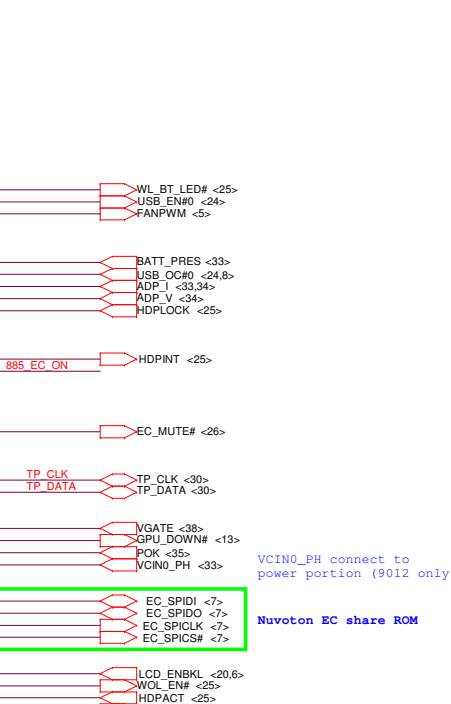 WL_BT_LED# <25>
USB_EN#0 <24>
FANPWM <5>
BATT_PRES <33>
USB_OC#0 <24,8>
ADP_I <33,34>
ADP_V <34>
HDPLOCK <25>
HDPINT <25>
885_EC_ON
EC_MUTE# <26>
TP_CLK TP_CLK <30>
TP_DATA TP_DATA <30>
VGATE <38>
GPU_DOWN# <13>
POK <35>
VCIN0_PH <33>
VCIN0_PH connect to
power portion (9012 only
EC_SPIDI <7>
EC_SPIDO <7>
EC_SPICLK <7>
EC_SPICS# <7>
Nuvoton EC share ROM
LCD_ENBKL <20,6>
WOL_EN# <25>
HDPACT <25>